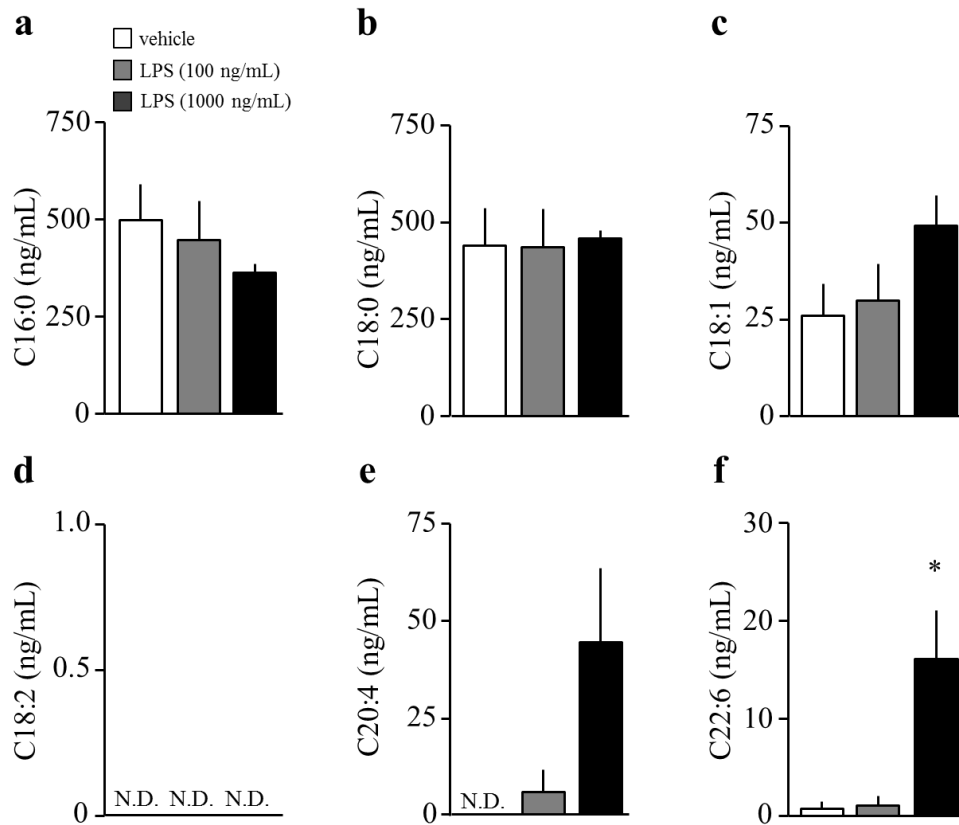 a
vehicle
LPS (100 ng/mL)
LPS (1000 ng/mL)
C16:0 (ng/mL)
750
500
250
0
b
C18:0 (ng/mL)
750
500
250
0
c
C18:1 (ng/mL)
75
50
25
0
d
C18:2 (ng/mL)
1.0
0.5
0
N.D. N.D. N.D.
e
C20:4 (ng/mL)
75
50
25
0
N.D.
f
C22:6 (ng/mL)
30
20
10
0
*